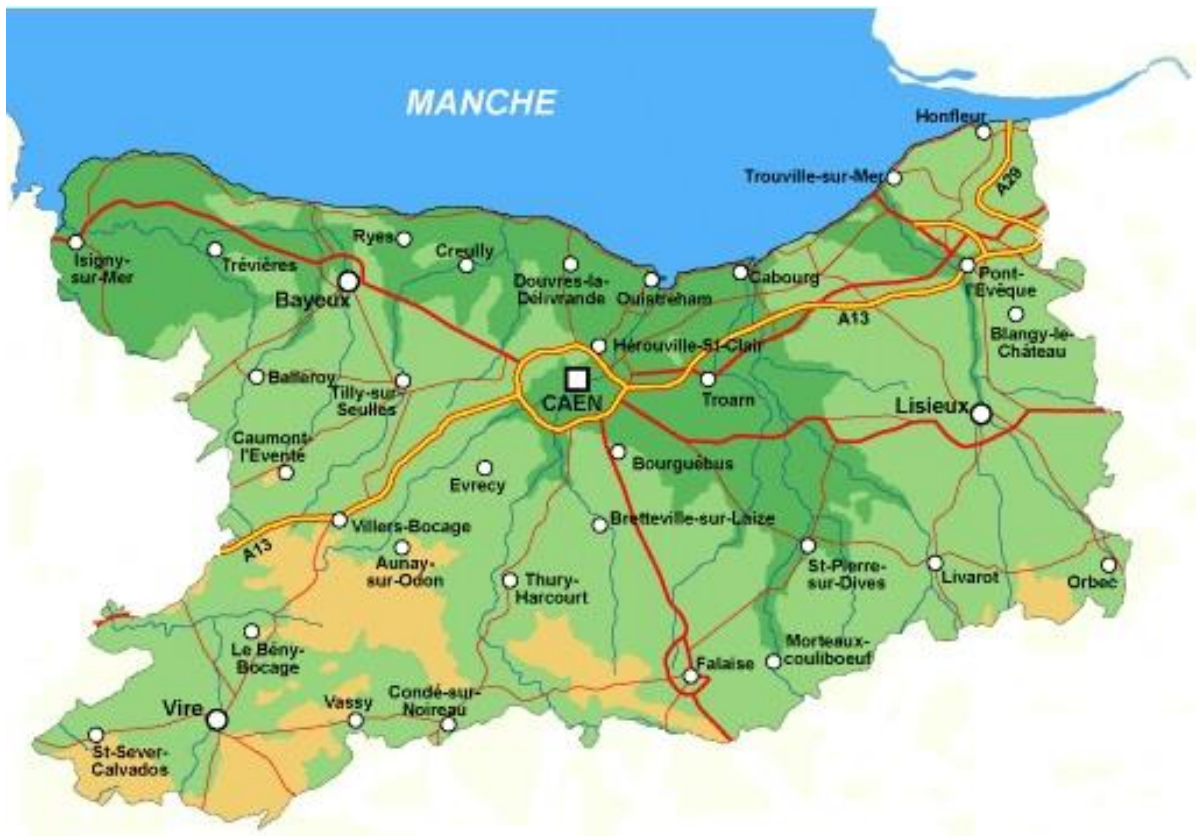 MANCHE
Honfleur
Trouville-sur-Mer
A29
Ryes
Creully
Isigny-
sur-Mer
Trévières
Bayeux
Douvres-la-
Délivrande
Ouistreham
Cabourg
Pont-
l'Evêque
A13
Blangy-le-
Château
Hérouville-St-Clair
Balleroy
Tilly-sur-
Seulles
CAEN
Troarn
Lisieux
Caumont-
l'Eventé
Evrecy
Bourguébus
Villers-Bocage
Bretteville-sur-Laize
A13
Aunay-
sur-Odon
Thury-
Harcourt
St-Pierre-
sur-Dives
Livarot
Orbec
Le Bény-
Bocage
Morteaux-
couliboeuf
Falaise
Vire
Vassy
Condé-sur-
Noireau
St-Sever-
Calvados